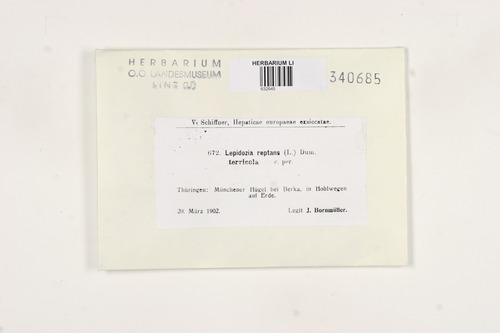 HERBARIUM
O.Ö. LANDESMUSEUM
LINZ
HERBARIUM LI
340685
V. Schiffner, Hepaticae europaeae exsiccatae.
672. Lepidozia reptans (L.) Dum.
terricola c. per.
Thüringen: Münchener Hügel bei Berka, in Hohlwegen
auf Erde.
20. März 1902. Legit J. Bornmüller.